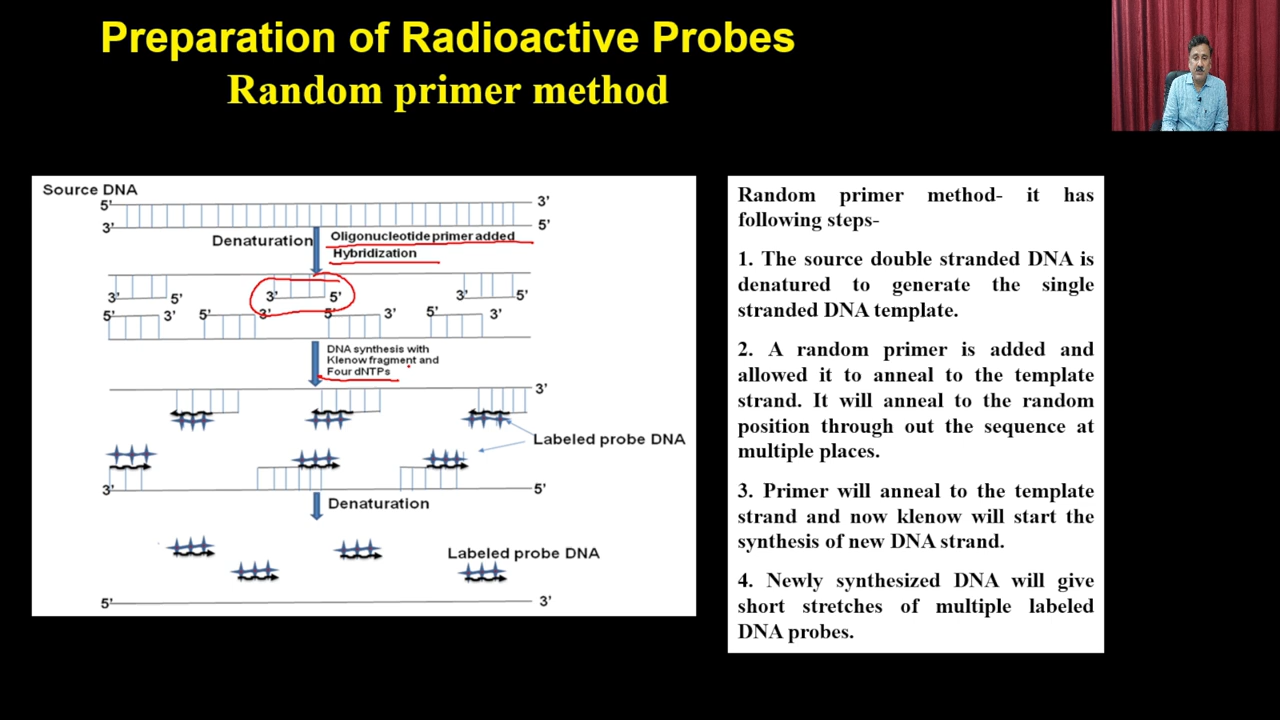 Preparation of Radioactive Probes
Random primer method
Source DNA
5'
3'
3'
5'
Denaturation
Oligonucleotide primer added
Hybridization
3'
5'
3'
5'
3'
5'
5'
3'
5'
3'
5'
3'
5'
3'
DNA synthesis with
Klenow fragment and
Four dNTPs
3'
Labeled probe DNA
3'
5'
Denaturation
Labeled probe DNA
5'
3'
Random primer method- it has
following steps-
1. The source double stranded DNA is
denatured to generate the single
stranded DNA template.
2. A random primer is added and
allowed it to anneal to the template
strand. It will anneal to the random
position through out the sequence at
multiple places.
3. Primer will anneal to the template
strand and now klenow will start the
synthesis of new DNA strand.
4. Newly synthesized DNA will give
short stretches of multiple labeled
DNA probes.